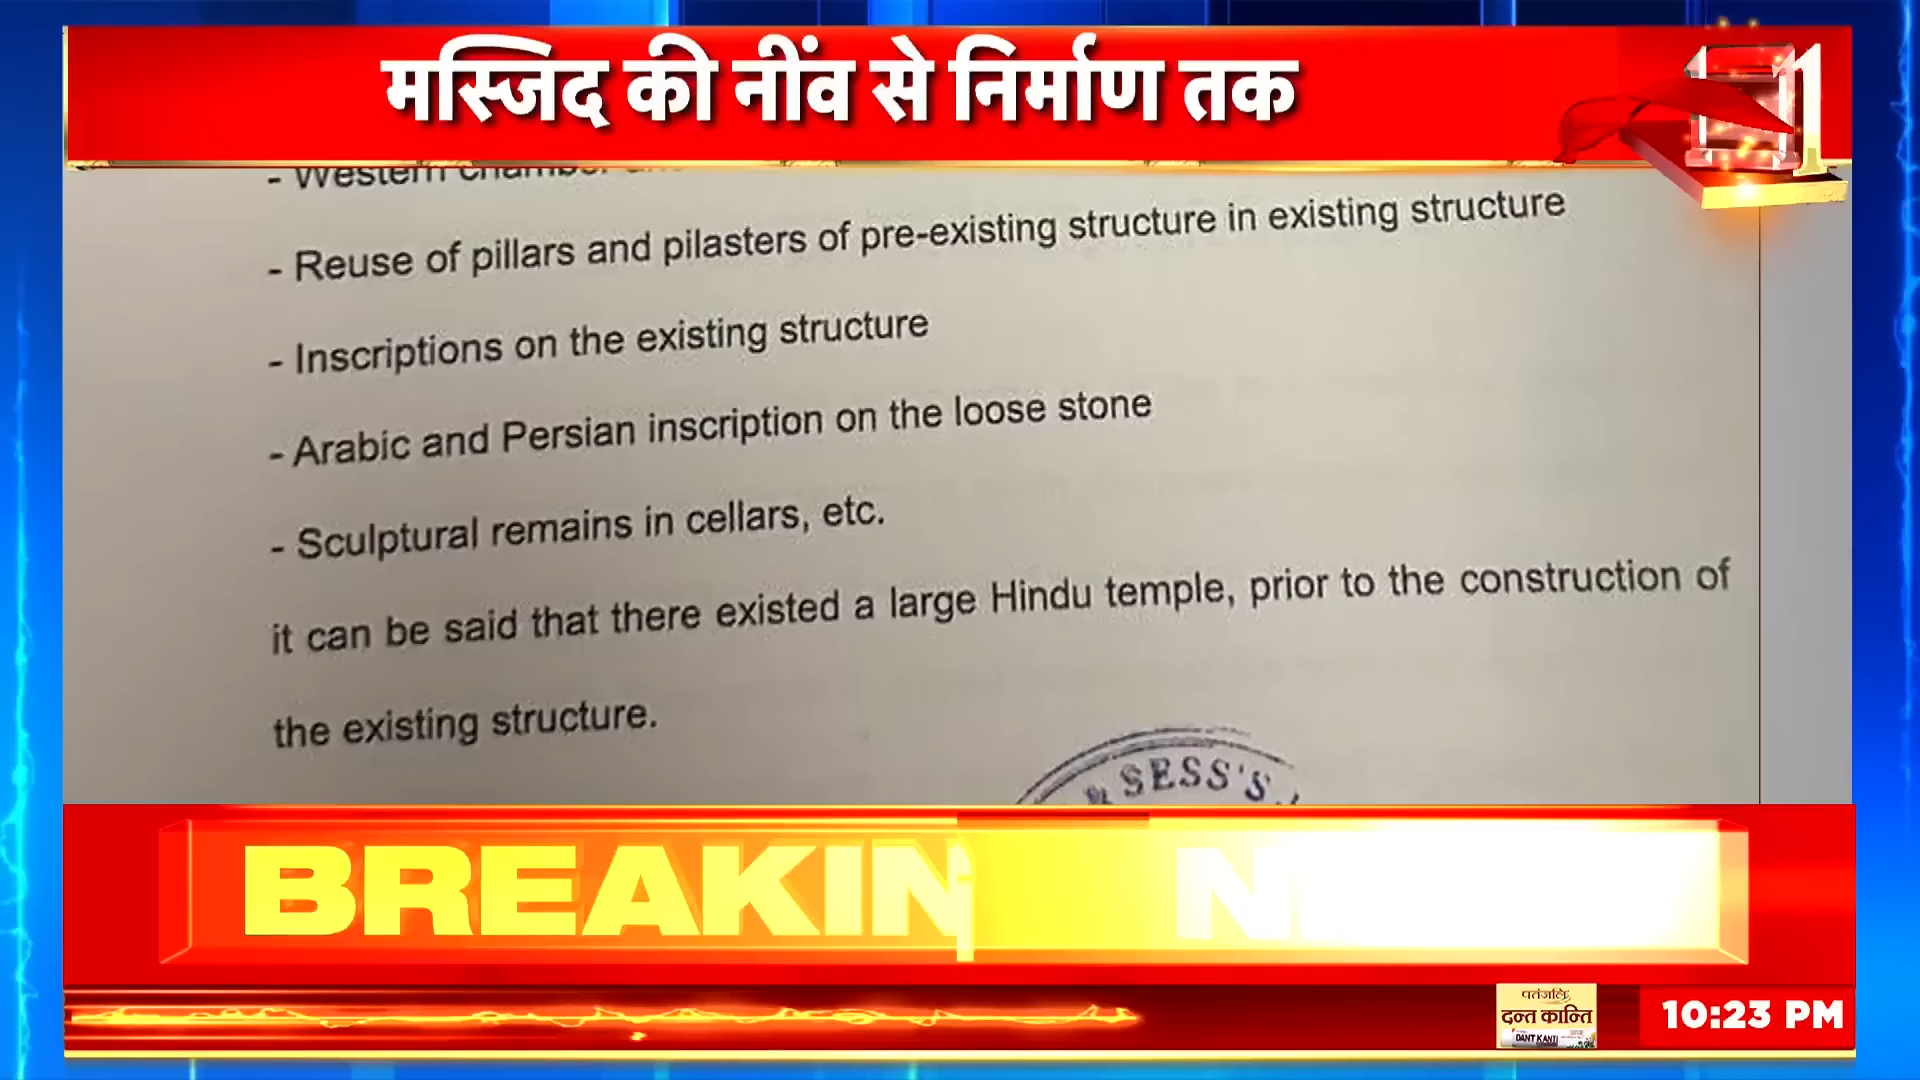 मस्जिद की नींव से निर्माण तक
- Western chamber
- Reuse of pillars and pilasters of pre-existing structure in existing structure
- Inscriptions on the existing structure
- Arabic and Persian inscription on the loose stone
- Sculptural remains in cellars, etc.
it can be said that there existed a large Hindu temple, prior to the construction of
the existing structure.
& SESS'S
BREAKIN N
पतंजलि
दन्त कान्ति
DANT KANTI
10:23 PM